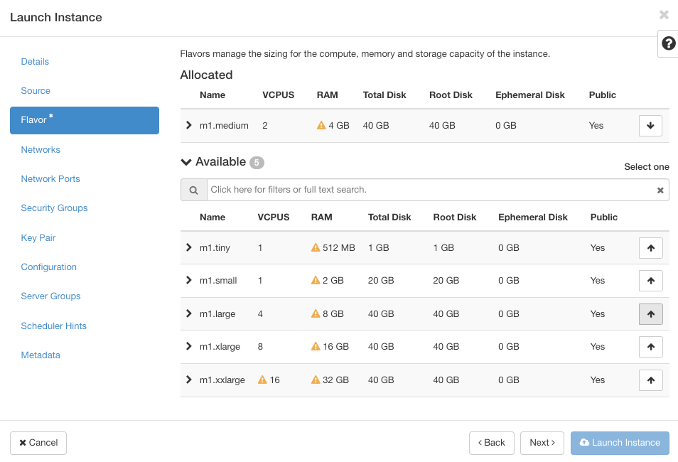 Launch Instance
Details
Source
Flavor *
Networks
Network Ports
Security Groups
Key Pair
Configuration
Server Groups
Scheduler Hints
Metadata
Flavors manage the sizing for the compute, memory and storage capacity of the instance.
Allocated
Name VCPUS RAM Total Disk Root Disk Ephemeral Disk Public
m1.medium 2 4 GB 40 GB 40 GB 0 GB Yes
Available 5
Select one
Click here for filters or full text search.
Name VCPUS RAM Total Disk Root Disk Ephemeral Disk Public
m1.tiny 1 512 MB 1 GB 1 GB 0 GB Yes
m1.small 1 2 GB 20 GB 20 GB 0 GB Yes
m1.large 4 8 GB 40 GB 40 GB 0 GB Yes
m1.xlarge 8 16 GB 40 GB 40 GB 0 GB Yes
m1.xxlarge 16 32 GB 40 GB 40 GB 0 GB Yes
Cancel
‹ Back
Next ›
Launch Instance